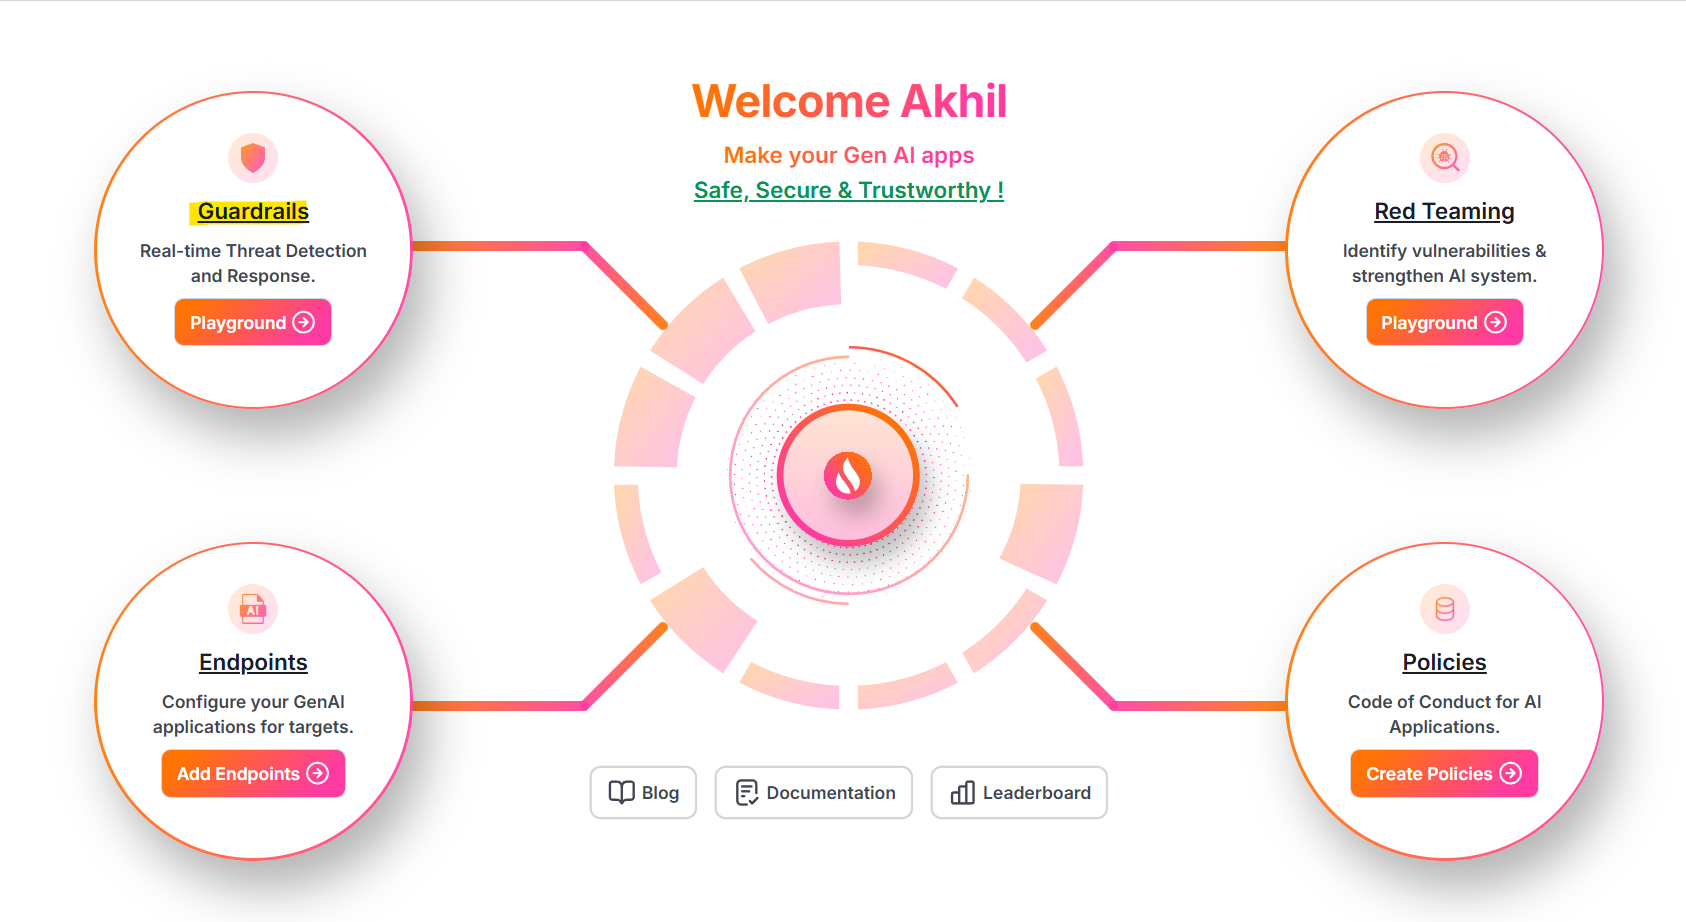 Welcome Akhil
Make your Gen AI apps
Safe, Secure & Trustworthy !
Guardrails
Real-time Threat Detection
and Response.
Playground
Red Teaming
Identify vulnerabilities &
strengthen AI system.
Playground
AI
Endpoints
Configure your GenAI
applications for targets.
Add Endpoints
Policies
Code of Conduct for AI
Applications.
Create Policies
Blog
Documentation
Leaderboard